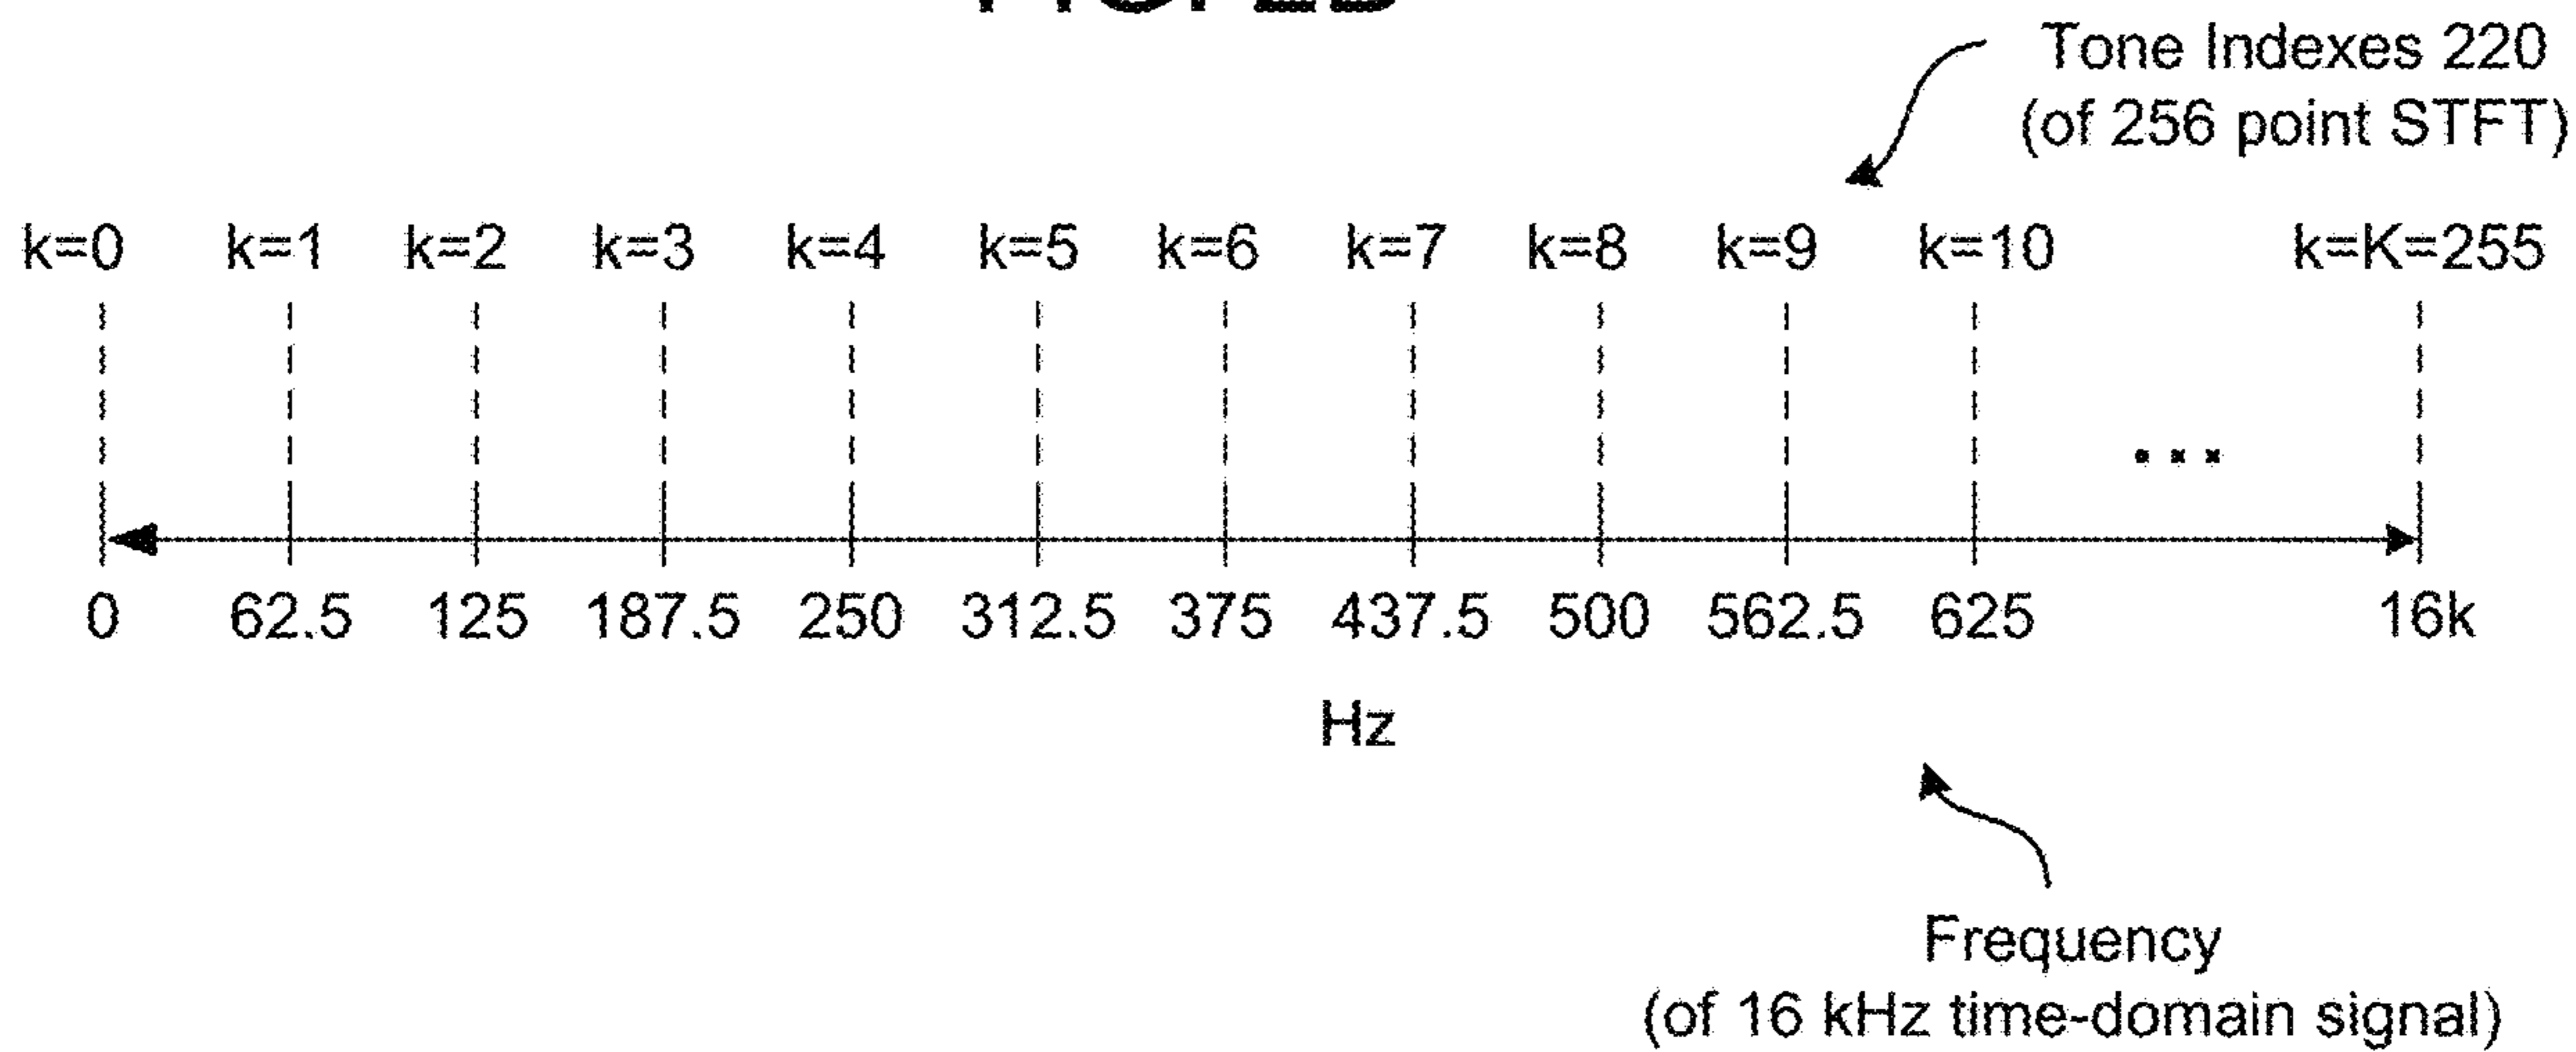 Tone Indexes 220
(of 256 point STFT)
k=0 k=1 k=2 k=3 k=4 k=5 k=6 k=7 k=8 k=9 k=10 k=K=255
0 62.5 125 187.5 250 312.5 375 437.5 500 562.5 625 16k
Hz
Frequency
(of 16 kHz time-domain signal)